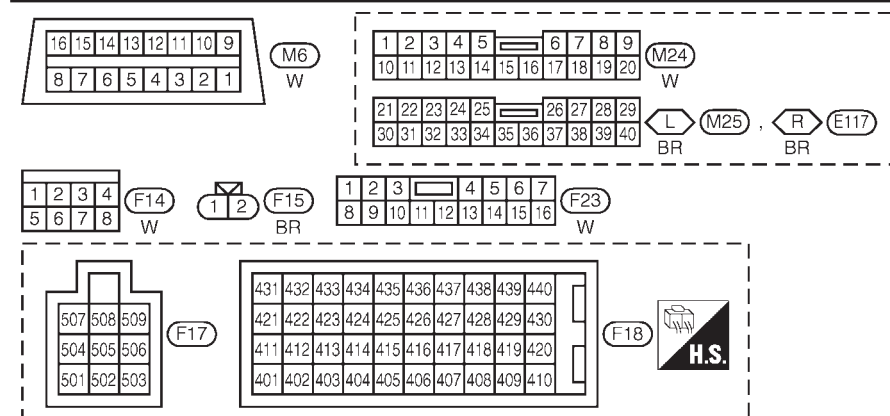 16 15 14 13 12 11 10 9
8 7 6 5 4 3 2 1
M6
W
1 2 3 4 5 6 7 8 9
10 11 12 13 14 15 16 17 18 19 20
M24
W
21 22 23 24 25 26 27 28 29
30 31 32 33 34 35 36 37 38 39 40
L M25 , R E117
BR BR
1 2 3 4
5 6 7 8
F14
W
1 2
F15
BR
1 2 3 4 5 6 7
8 9 10 11 12 13 14 15 16
F23
W
507 508 509
504 505 506
501 502 503
F17
431 432 433 434 435 436 437 438 439 440
421 422 423 424 425 426 427 428 429 430
411 412 413 414 415 416 417 418 419 420
401 402 403 404 405 406 407 408 409 410
F18
H.S.